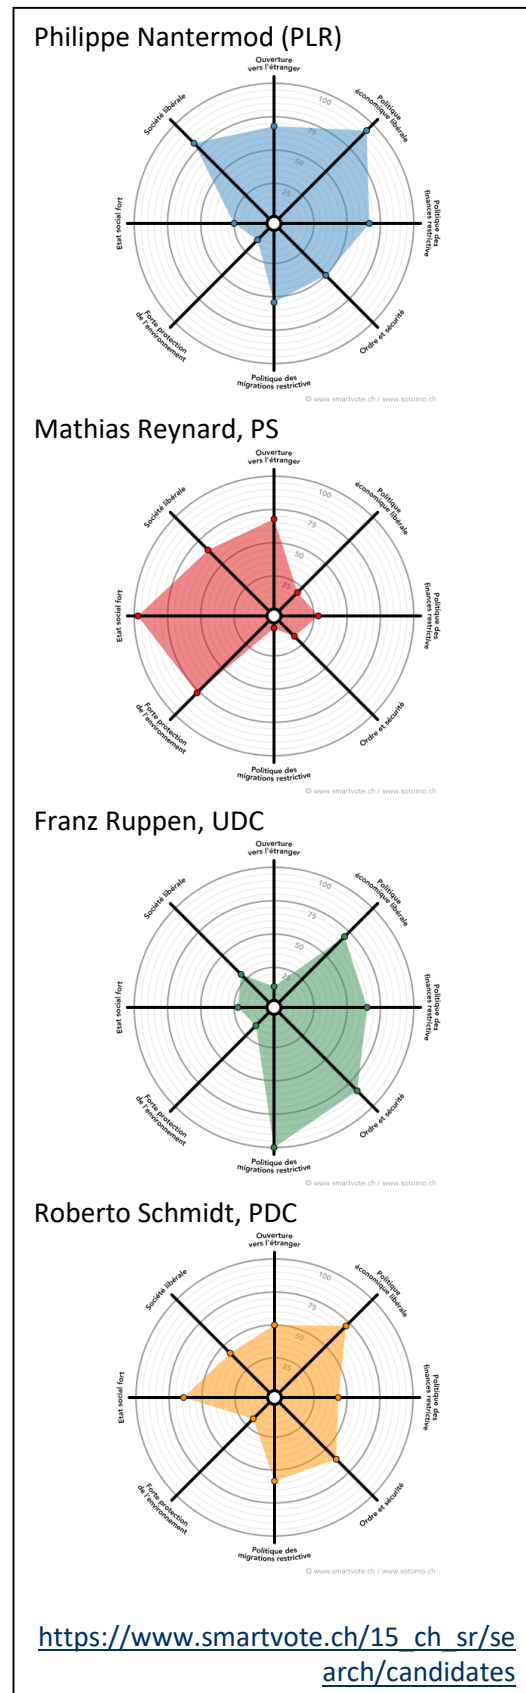 Philippe Nantermod (PLR)
Ouverture
vers l'étranger
Politique
économique libérale
Politique des
finances restrictive
Ordre et sécurité
Politique des
migrations restrictive
Forte protection
de l'environnement
Etat social fort
Société libérale
100
75
50
25
© www.smartvote.ch / www.sotomo.ch
Mathias Reynard, PS
Ouverture
vers l'étranger
Politique
économique libérale
Politique des
finances restrictive
Ordre et sécurité
Politique des
migrations restrictive
Forte protection
de l'environnement
Etat social fort
Société libérale
100
75
50
25
© www.smartvote.ch / www.sotomo.ch
Franz Ruppen, UDC
Ouverture
vers l'étranger
Politique
économique libérale
Politique des
finances restrictive
Ordre et sécurité
Politique des
migrations restrictive
Forte protection
de l'environnement
Etat social fort
Société libérale
100
75
50
25
© www.smartvote.ch / www.sotomo.ch
Roberto Schmidt, PDC
Ouverture
vers l'étranger
Politique
économique libérale
Politique des
finances restrictive
Ordre et sécurité
Politique des
migrations restrictive
Forte protection
de l'environnement
Etat social fort
Société libérale
100
75
50
25
© www.smartvote.ch / www.sotomo.ch
https://www.smartvote.ch/15_ch_sr/se
arch/candidates